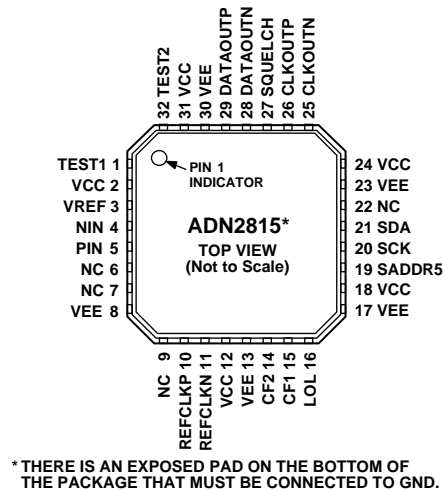 32 TEST2
31 VCC
30 VEE
29 DATAOUTP
28 DATAOUTN
27 SQUELCH
26 CLKOUTP
25 CLKOUTN
TEST1 1
VCC 2
VREF 3
NIN 4
PIN 5
NC 6
NC 7
VEE 8
PIN 1
INDICATOR
ADN2815*
TOP VIEW
(Not to Scale)
24 VCC
23 VEE
22 NC
21 SDA
20 SCK
19 SADDR5
18 VCC
17 VEE
NC 9
REFCLKP 10
REFCLKN 11
VCC 12
VEE 13
CF2 14
CF1 15
LOL 16
* THERE IS AN EXPOSED PAD ON THE BOTTOM OF
THE PACKAGE THAT MUST BE CONNECTED TO GND.